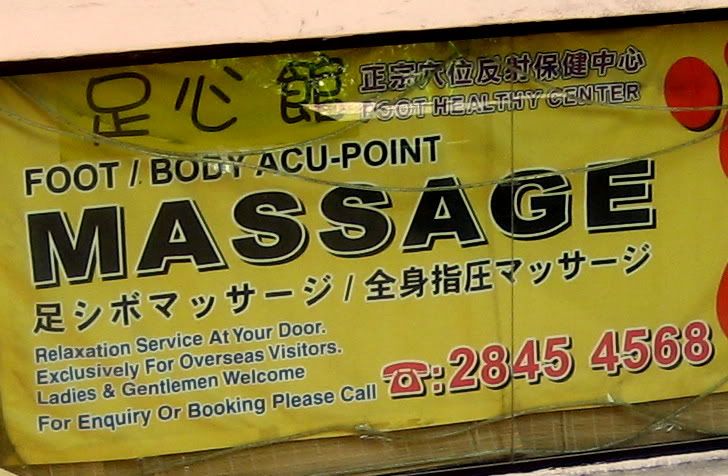 足心館
正宗穴位反射保健中心
FOOT HEALTHY CENTER
FOOT / BODY ACU-POINT
MASSAGE
足シボマッサージ / 全身指圧マッサージ
Relaxation Service At Your Door.
Exclusively For Overseas Visitors.
Ladies & Gentlemen Welcome
For Enquiry Or Booking Please Call ☎:2845 4568